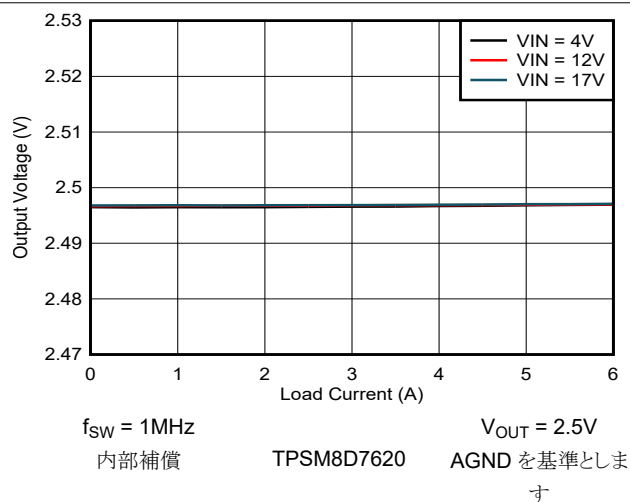 2.53
2.52
2.51
2.5
2.49
2.48
2.47
Output Voltage (V)
VIN = 4V
VIN = 12V
VIN = 17V
0 1 2 3 4 5 6
Load Current (A)
fSW = 1MHz VOUT = 2.5V
内部補償 TPSM8D7620 AGND を基準としま
す